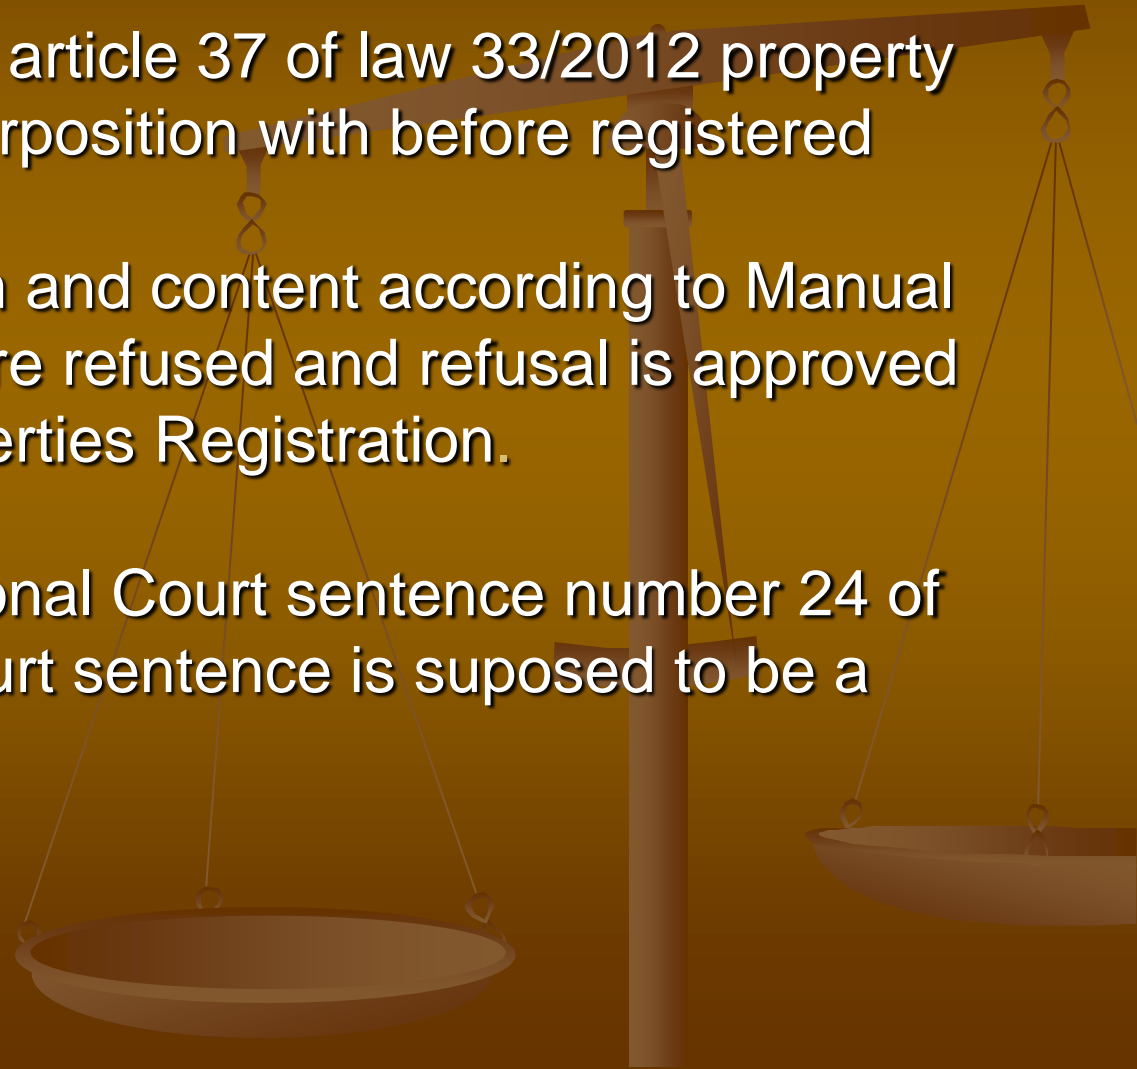 article 37 of law 33/2012 property
rposition with before registered
and content according to Manual
re refused and refusal is approved
erties Registration.
onal Court sentence number 24 of
urt sentence is suposed to be a